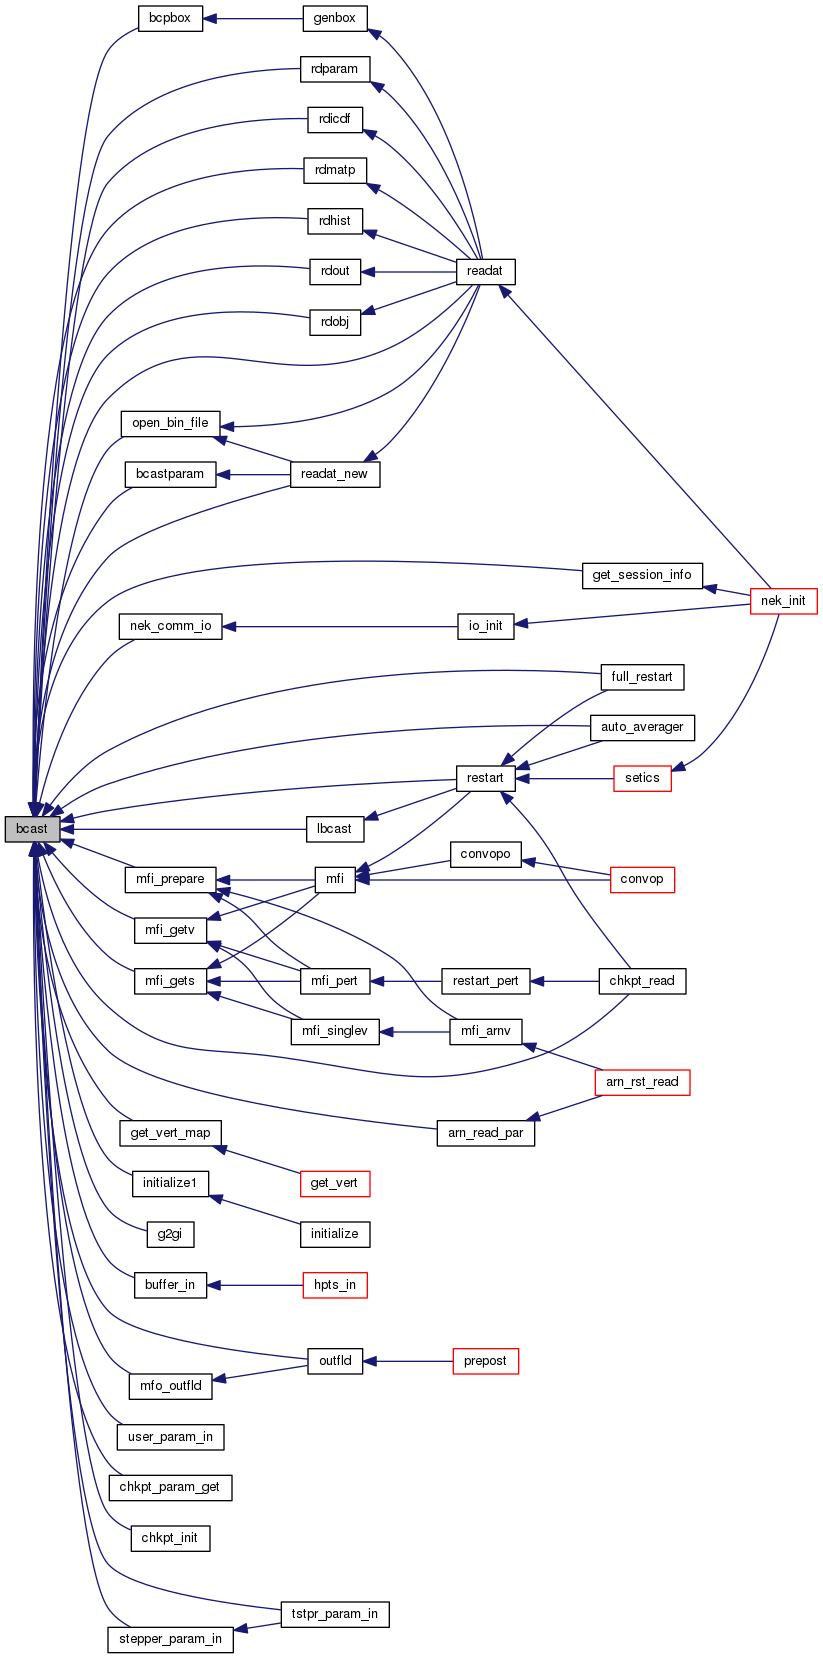 bcpbox
genbox
rdparam
rdicdf
rdmatp
rdhist
rdout
readat
rdobj
open_bin_file
bcastparam
readat_new
get_session_info
nek_init
nek_comm_io
io_init
full_restart
auto_averager
restart
setics
bcast
lbcast
convopo
mfi_prepare
mfi
convop
mfi_getv
mfi_gets
mfi_pert
restart_pert
chkpt_read
mfi_singlev
mfi_arnv
arn_rst_read
get_vert_map
arn_read_par
initialize1
get_vert
g2gi
initialize
buffer_in
hpts_in
outfld
prepost
mfo_outfld
user_param_in
chkpt_param_get
chkpt_init
tstpr_param_in
stepper_param_in